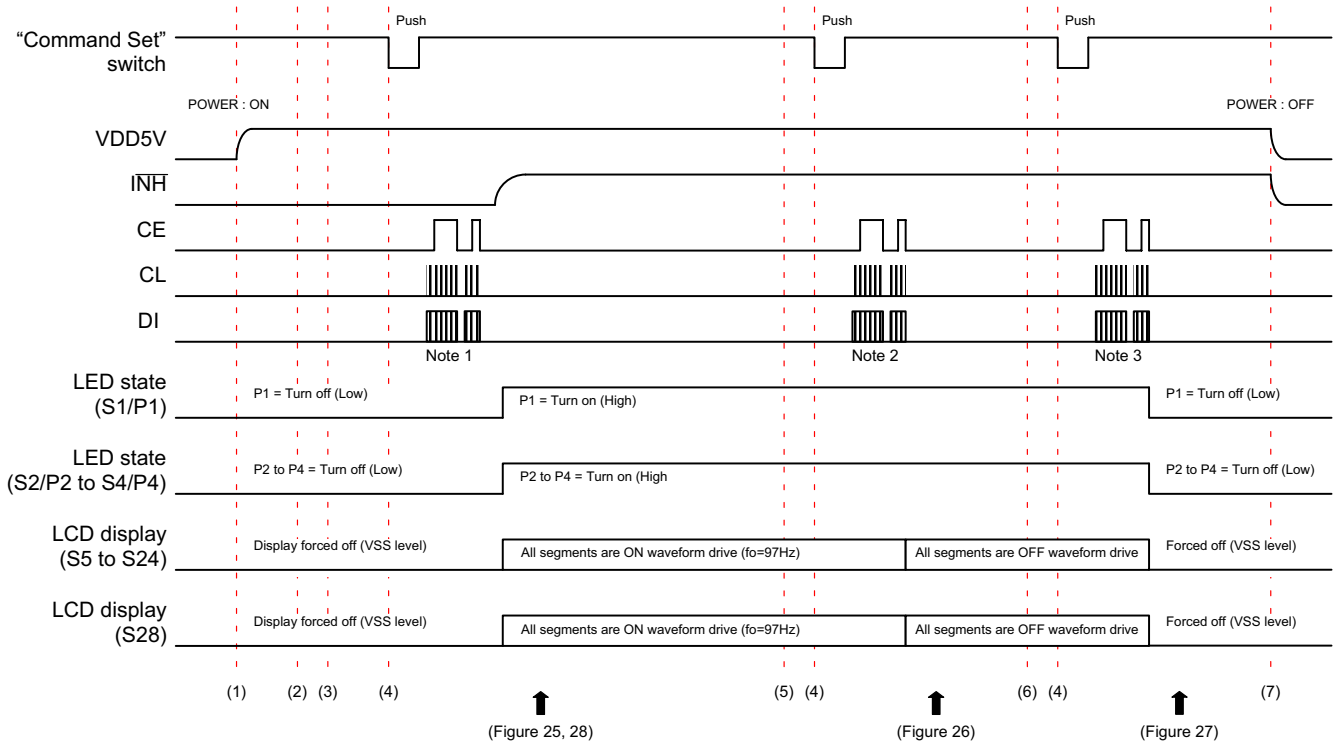 Push Push Push
“Command Set”
switch
POWER : ON POWER : OFF
VDD5V
INH
CE
CL
DI
Note 1 Note 2 Note 3
LED state
(S1/P1)
P1 = Turn off (Low) P1 = Turn on (High) P1 = Turn off (Low)
LED state
(S2/P2 to S4/P4)
P2 to P4 = Turn off (Low) P2 to P4 = Turn on (High P2 to P4 = Turn off (Low)
LCD display
(S5 to S24)
Display forced off (VSS level) All segments are ON waveform drive (fo=97Hz) All segments are OFF waveform drive Forced off (VSS level)
LCD display
(S28)
Display forced off (VSS level) All segments are ON waveform drive (fo=97Hz) All segments are OFF waveform drive Forced off (VSS level)
(1) (2) (3) (4) (5) (4) (6) (4) (7)
(Figure 25, 28) (Figure 26) (Figure 27)